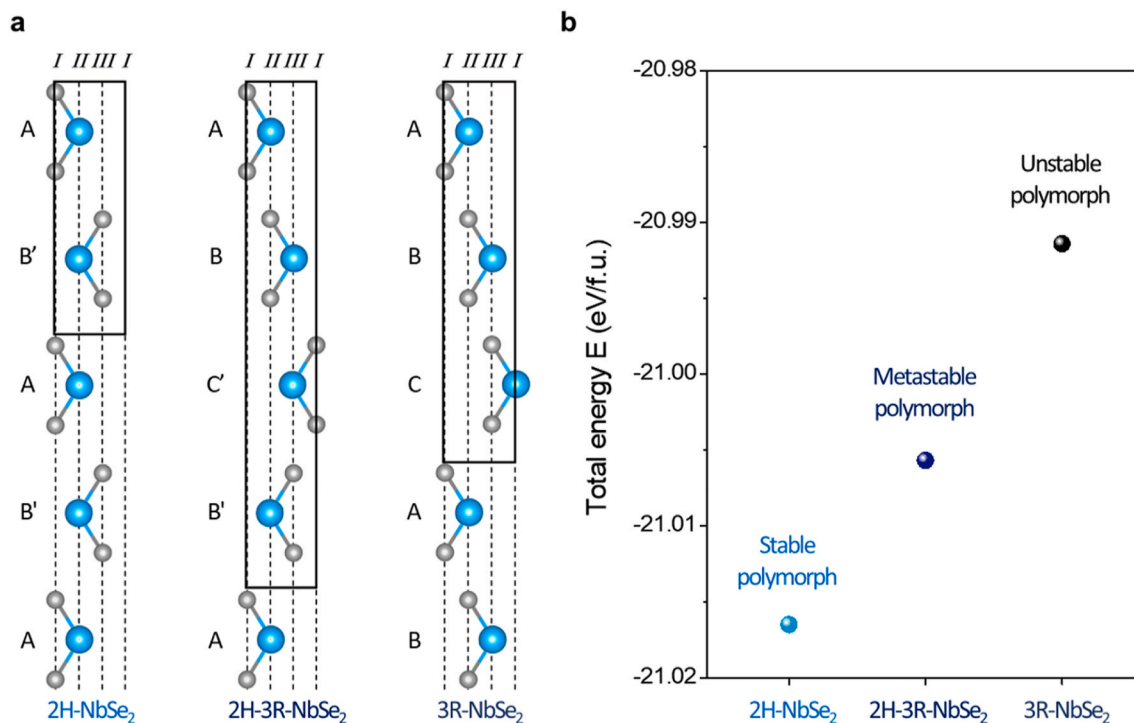 a
I II III I
A
B′
A
B'
A
2H-NbSe₂
I II III I
A
B
C′
B'
A
2H-3R-NbSe₂
I II III I
A
B
C
A
B
3R-NbSe₂
b
Total energy E (eV/f.u.)
-20.98
-20.99
-21.00
-21.01
-21.02
Unstable
polymorph
Metastable
polymorph
Stable
polymorph
2H-NbSe₂
2H-3R-NbSe₂
3R-NbSe₂